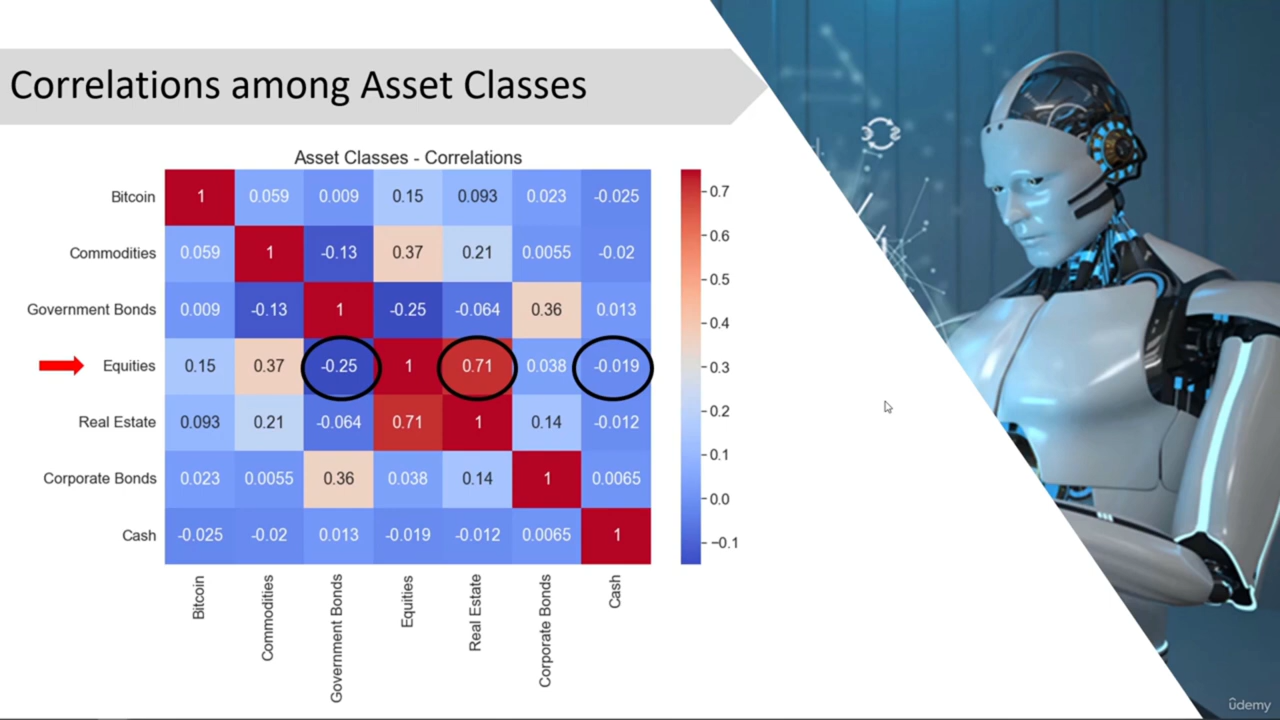 Correlations among Asset Classes
Asset Classes - Correlations
Bitcoin 1 0.059 0.009 0.15 0.093 0.023 -0.025
Commodities 0.059 1 -0.13 0.37 0.21 0.0055 -0.02
Government Bonds 0.009 -0.13 1 -0.25 -0.064 0.36 0.013
Equities 0.15 0.37 -0.25 1 0.71 0.038 -0.019
Real Estate 0.093 0.21 -0.064 0.71 1 0.14 -0.012
Corporate Bonds 0.023 0.0055 0.36 0.038 0.14 1 0.0065
Cash -0.025 -0.02 0.013 -0.019 -0.012 0.0065 1
Bitcoin
Commodities
Government Bonds
Equities
Real Estate
Corporate Bonds
Cash
0.7
0.6
0.5
0.4
0.3
0.2
0.1
0.0
−0.1
ûdemy